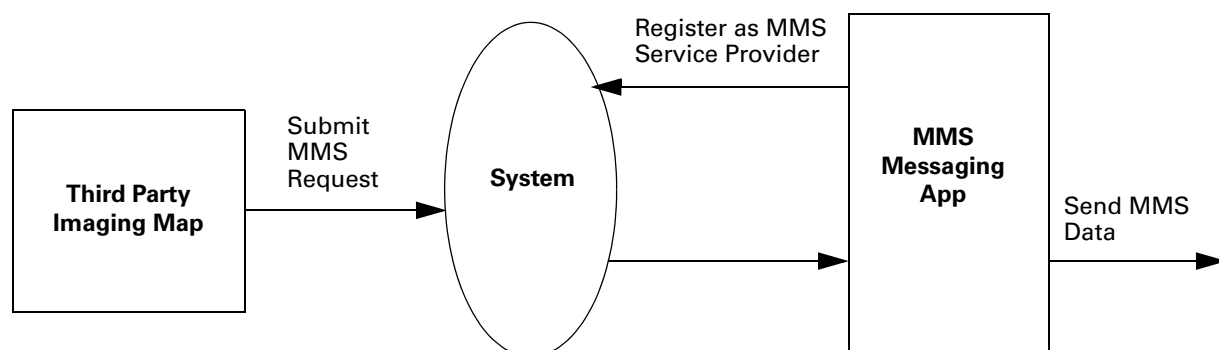 Register as MMS
Service Provider
Submit
MMS
Request
Third Party
Imaging Map
System
MMS
Messaging
App
Send MMS
Data